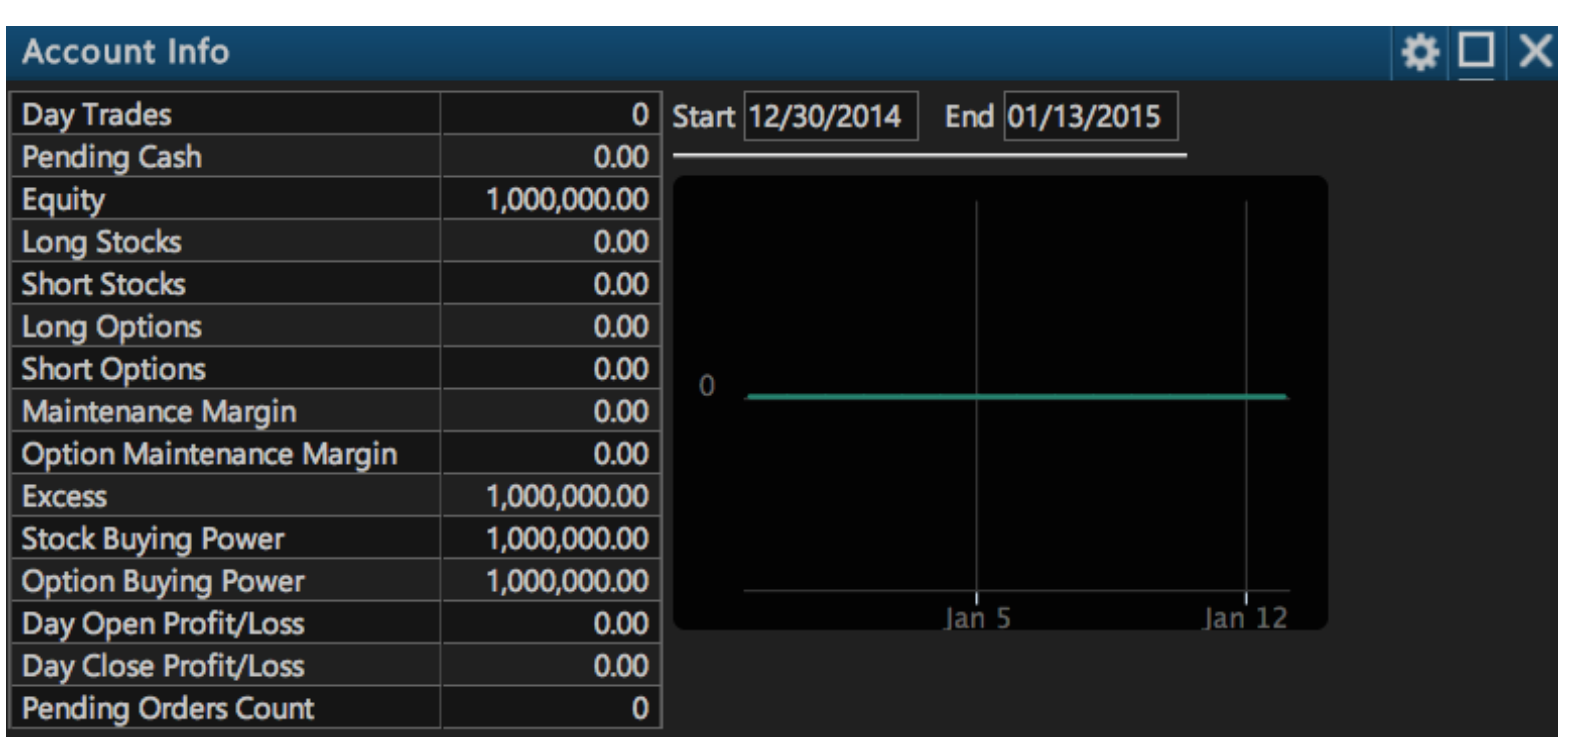 Account Info
Day Trades 0
Pending Cash 0.00
Equity 1,000,000.00
Long Stocks 0.00
Short Stocks 0.00
Long Options 0.00
Short Options 0.00
Maintenance Margin 0.00
Option Maintenance Margin 0.00
Excess 1,000,000.00
Stock Buying Power 1,000,000.00
Option Buying Power 1,000,000.00
Day Open Profit/Loss 0.00
Day Close Profit/Loss 0.00
Pending Orders Count 0
Start 12/30/2014 End 01/13/2015
0
Jan 5 Jan 12